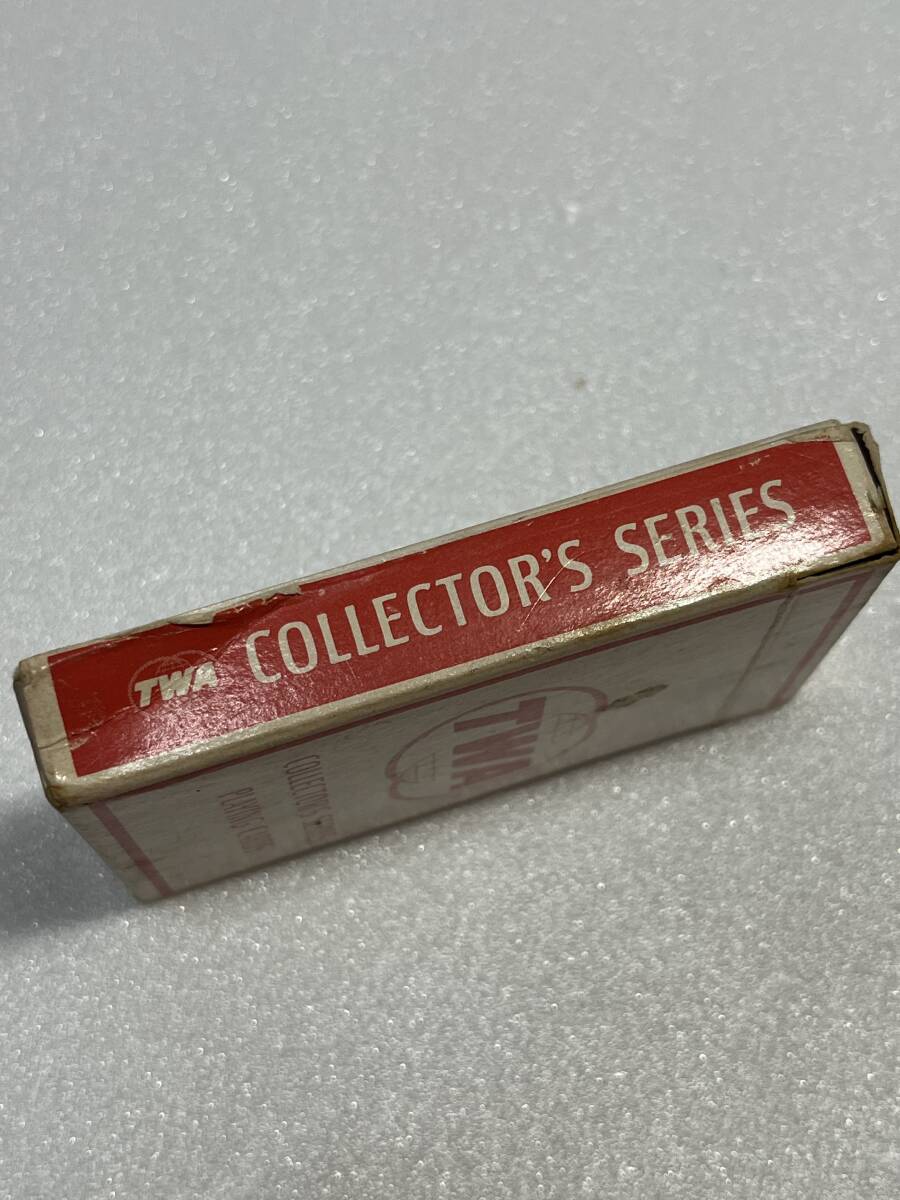 TWA COLLECTOR'S SERIES
TWA
COLLECTOR'S SERIES
PLAYING CARDS